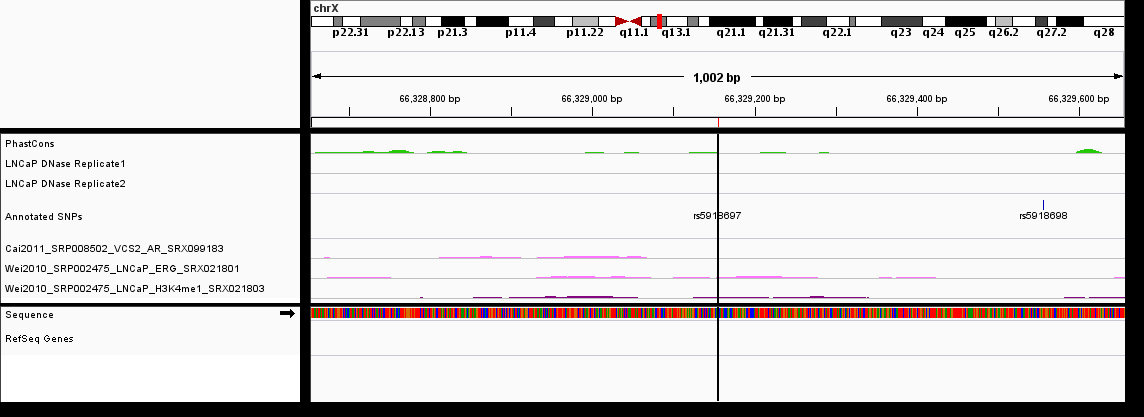 chrX
p22.31 p22.13 p21.3 p11.4 p11.22 q11.1 q13.1 q21.1 q21.31 q22.1 q23 q24 q25 q26.2 q27.2 q28
1,002 bp
66,328,800 bp 66,329,000 bp 66,329,200 bp 66,329,400 bp 66,329,600 bp
PhastCons
LNCaP DNase Replicate1
LNCaP DNase Replicate2
Annotated SNPs
rs5918697 rs5918698
Cai2011_SRP008502_VCS2_AR_SRX099183
Wei2010_SRP002475_LNCaP_ERG_SRX021801
Wei2010_SRP002475_LNCaP_H3K4me1_SRX021803
Sequence
RefSeq Genes